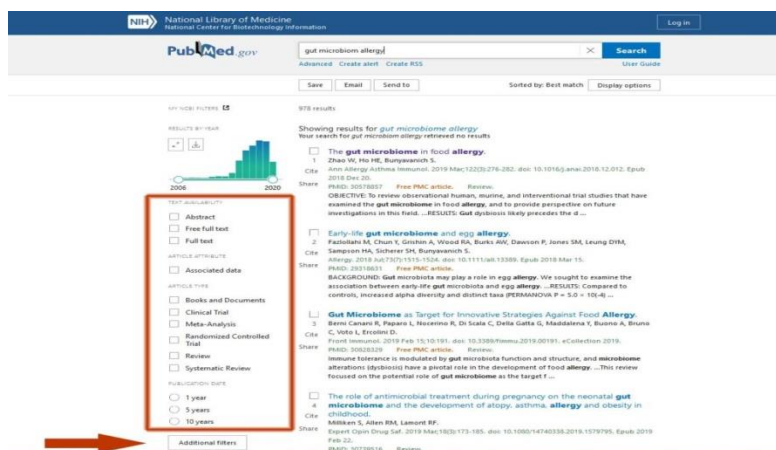 NIH National Library of Medicine
National Center for Biotechnology Information
Log in
PubMed.gov
gut microbiom allergy
Search
Advanced Create alert Create RSS
User Guide
Save Email Send to
Sorted by: Best match Display options
MY NCBI FILTERS
978 results
RESULTS BY YEAR
2006 2020
TEXT AVAILABILITY
Abstract
Free full text
Full text
ARTICLE ATTRIBUTE
Associated data
ARTICLE TYPE
Books and Documents
Clinical Trial
Meta-Analysis
Randomized Controlled
Trial
Review
Systematic Review
PUBLICATION DATE
1 year
5 years
10 years
Additional filters
Showing results for gut microbiome allergy
Your search for gut microbiom allergy retrieved no results
1
Cite
Share
The gut microbiome in food allergy.
Zhao W, Ho HE, Bunyavanich S.
Ann Allergy Asthma Immunol. 2019 Mar;122(3):276-282. doi: 10.1016/j.anai.2018.12.012. Epub
2018 Dec 20.
PMID: 30578857 Free PMC article. Review.
OBJECTIVE: To review observational human, murine, and interventional trial studies that have
examined the gut microbiome in food allergy, and to provide perspective on future
investigations in this field. ...RESULTS: Gut dysbiosis likely precedes the d ...
2
Cite
Share
Early-life gut microbiome and egg allergy.
Fazlollahi M, Chun Y, Grishin A, Wood RA, Burks AW, Dawson P, Jones SM, Leung DYM,
Sampson HA, Sicherer SH, Bunyavanich S.
Allergy. 2018 Jul;73(7):1515-1524. doi: 10.1111/all.13389. Epub 2018 Mar 15.
PMID: 29318631 Free PMC article.
BACKGROUND: Gut microbiota may play a role in egg allergy. We sought to examine the
association between early-life gut microbiota and egg allergy. ...RESULTS: Compared to
controls, increased alpha diversity and distinct taxa (PERMANOVA P = 5.0 × 10(-4) ...
3
Cite
Share
Gut Microbiome as Target for Innovative Strategies Against Food Allergy.
Berni Canani R, Paparo L, Nocerino R, Di Scala C, Della Gatta G, Maddalena Y, Buono A, Bruno
C, Voto L, Ercolini D.
Front Immunol. 2019 Feb 15;10:191. doi: 10.3389/fimmu.2019.00191. eCollection 2019.
PMID: 30828329 Free PMC article. Review.
Immune tolerance is modulated by gut microbiota function and structure, and microbiome
alterations (dysbiosis) have a pivotal role in the development of food allergy. ...This review
focused on the potential role of gut microbiome as the target f ...
4
Cite
Share
The role of antimicrobial treatment during pregnancy on the neonatal gut
microbiome and the development of atopy, asthma, allergy and obesity in
childhood.
Milliken S, Allen RM, Lamont RF.
Expert Opin Drug Saf. 2019 Mar;18(3):173-185. doi: 10.1080/14740338.2019.1579795. Epub 2019
Feb 22.
PMID: 30738916 Review.